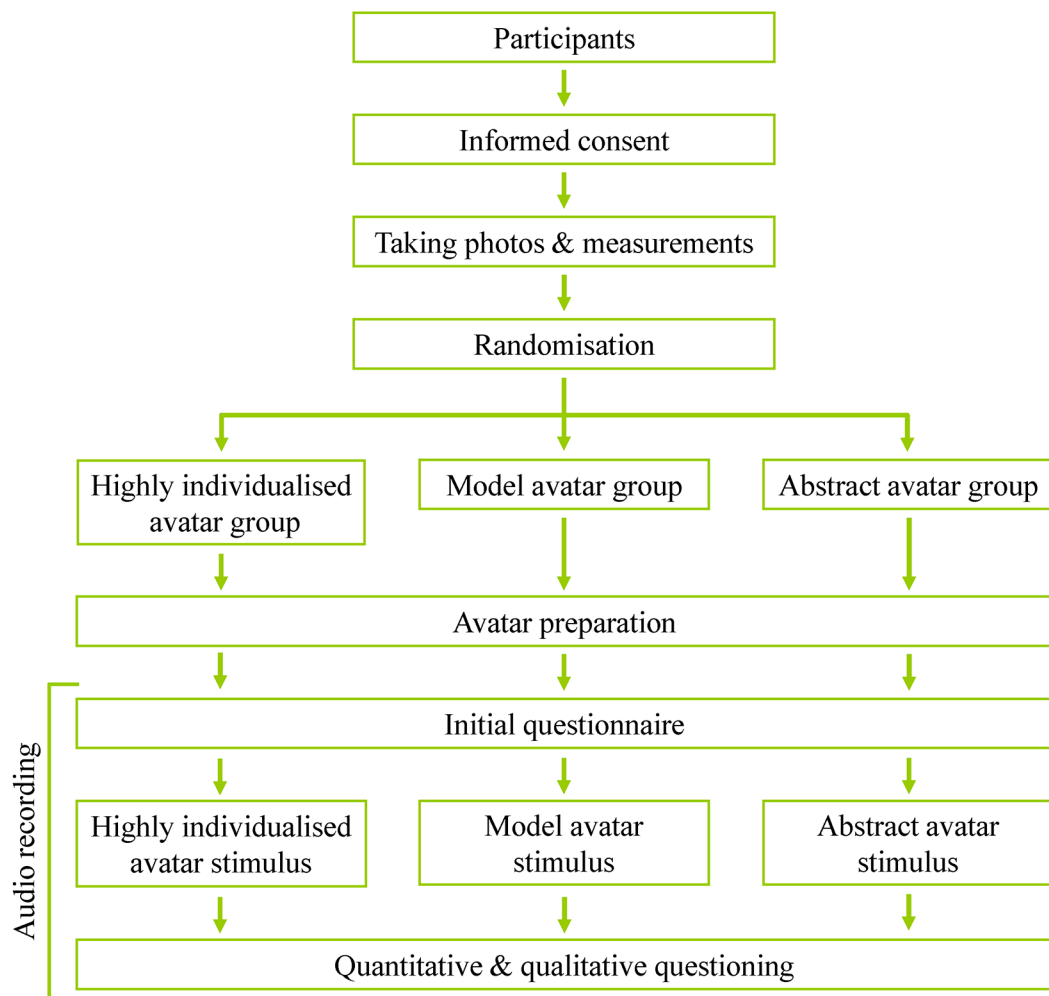 Participants
Informed consent
Taking photos & measurements
Randomisation
Highly individualised
avatar group
Model avatar group
Abstract avatar group
Avatar preparation
Audio recording
Initial questionnaire
Highly individualised
avatar stimulus
Model avatar
stimulus
Abstract avatar
stimulus
Quantitative & qualitative questioning